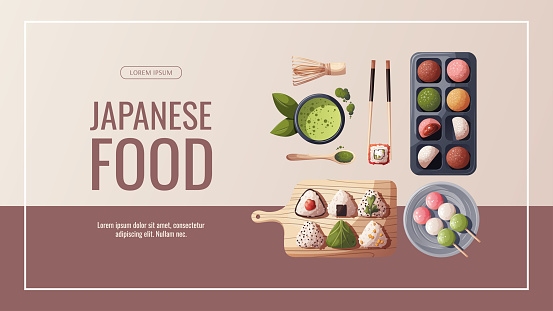 LOREM IPSUM
JAPANESE
FOOD
Lorem ipsum dolor sit amet, consectetur
adipiscing elit. Nullam nec.